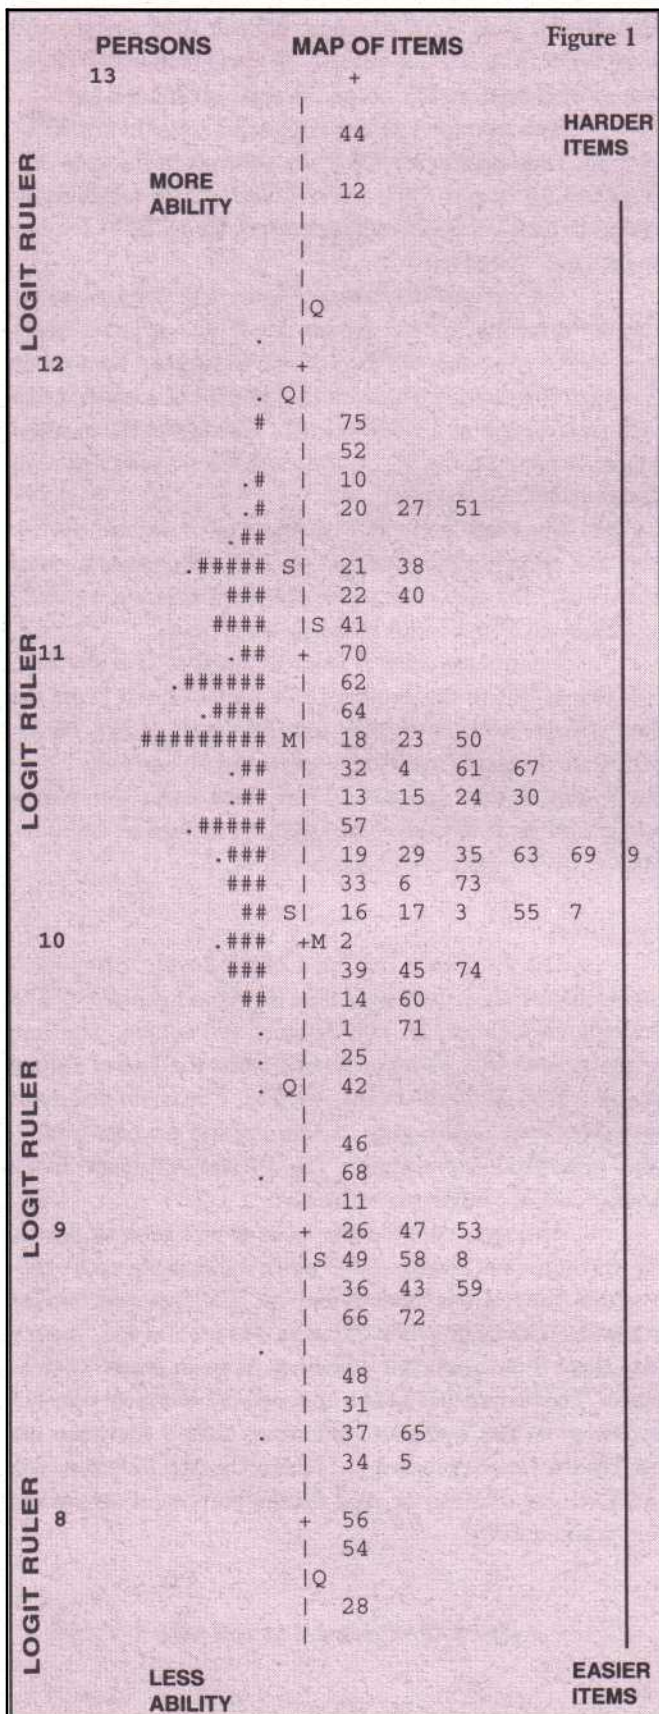 Figure 1
PERSONS MAP OF ITEMS
13 +
|
| 44
HARDER ITEMS
|
MORE ABILITY | 12
|
|
|
|Q
. |
LOGIT RULER
12 +
. Q|
# | 75
| 52
.# | 10
.# | 20 27 51
.## |
.##### S| 21 38
### | 22 40
#### |S 41
11 .## + 70
.###### | 62
.#### | 64
######### M| 18 23 50
.## | 32 4 61 67
.## | 13 15 24 30
LOGIT RULER
.##### | 57
.### | 19 29 35 63 69 9
### | 33 6 73
## S| 16 17 3 55 7
10 .### +M 2
### | 39 45 74
## | 14 60
. | 1 71
. | 25
. Q| 42
|
| 46
. | 68
| 11
LOGIT RULER
9 + 26 47 53
|S 49 58 8
| 36 43 59
| 66 72
. |
| 48
| 31
. | 37 65
| 34 5
|
8 + 56
| 54
|Q
| 28
|
LOGIT RULER
LESS ABILITY
EASIER ITEMS